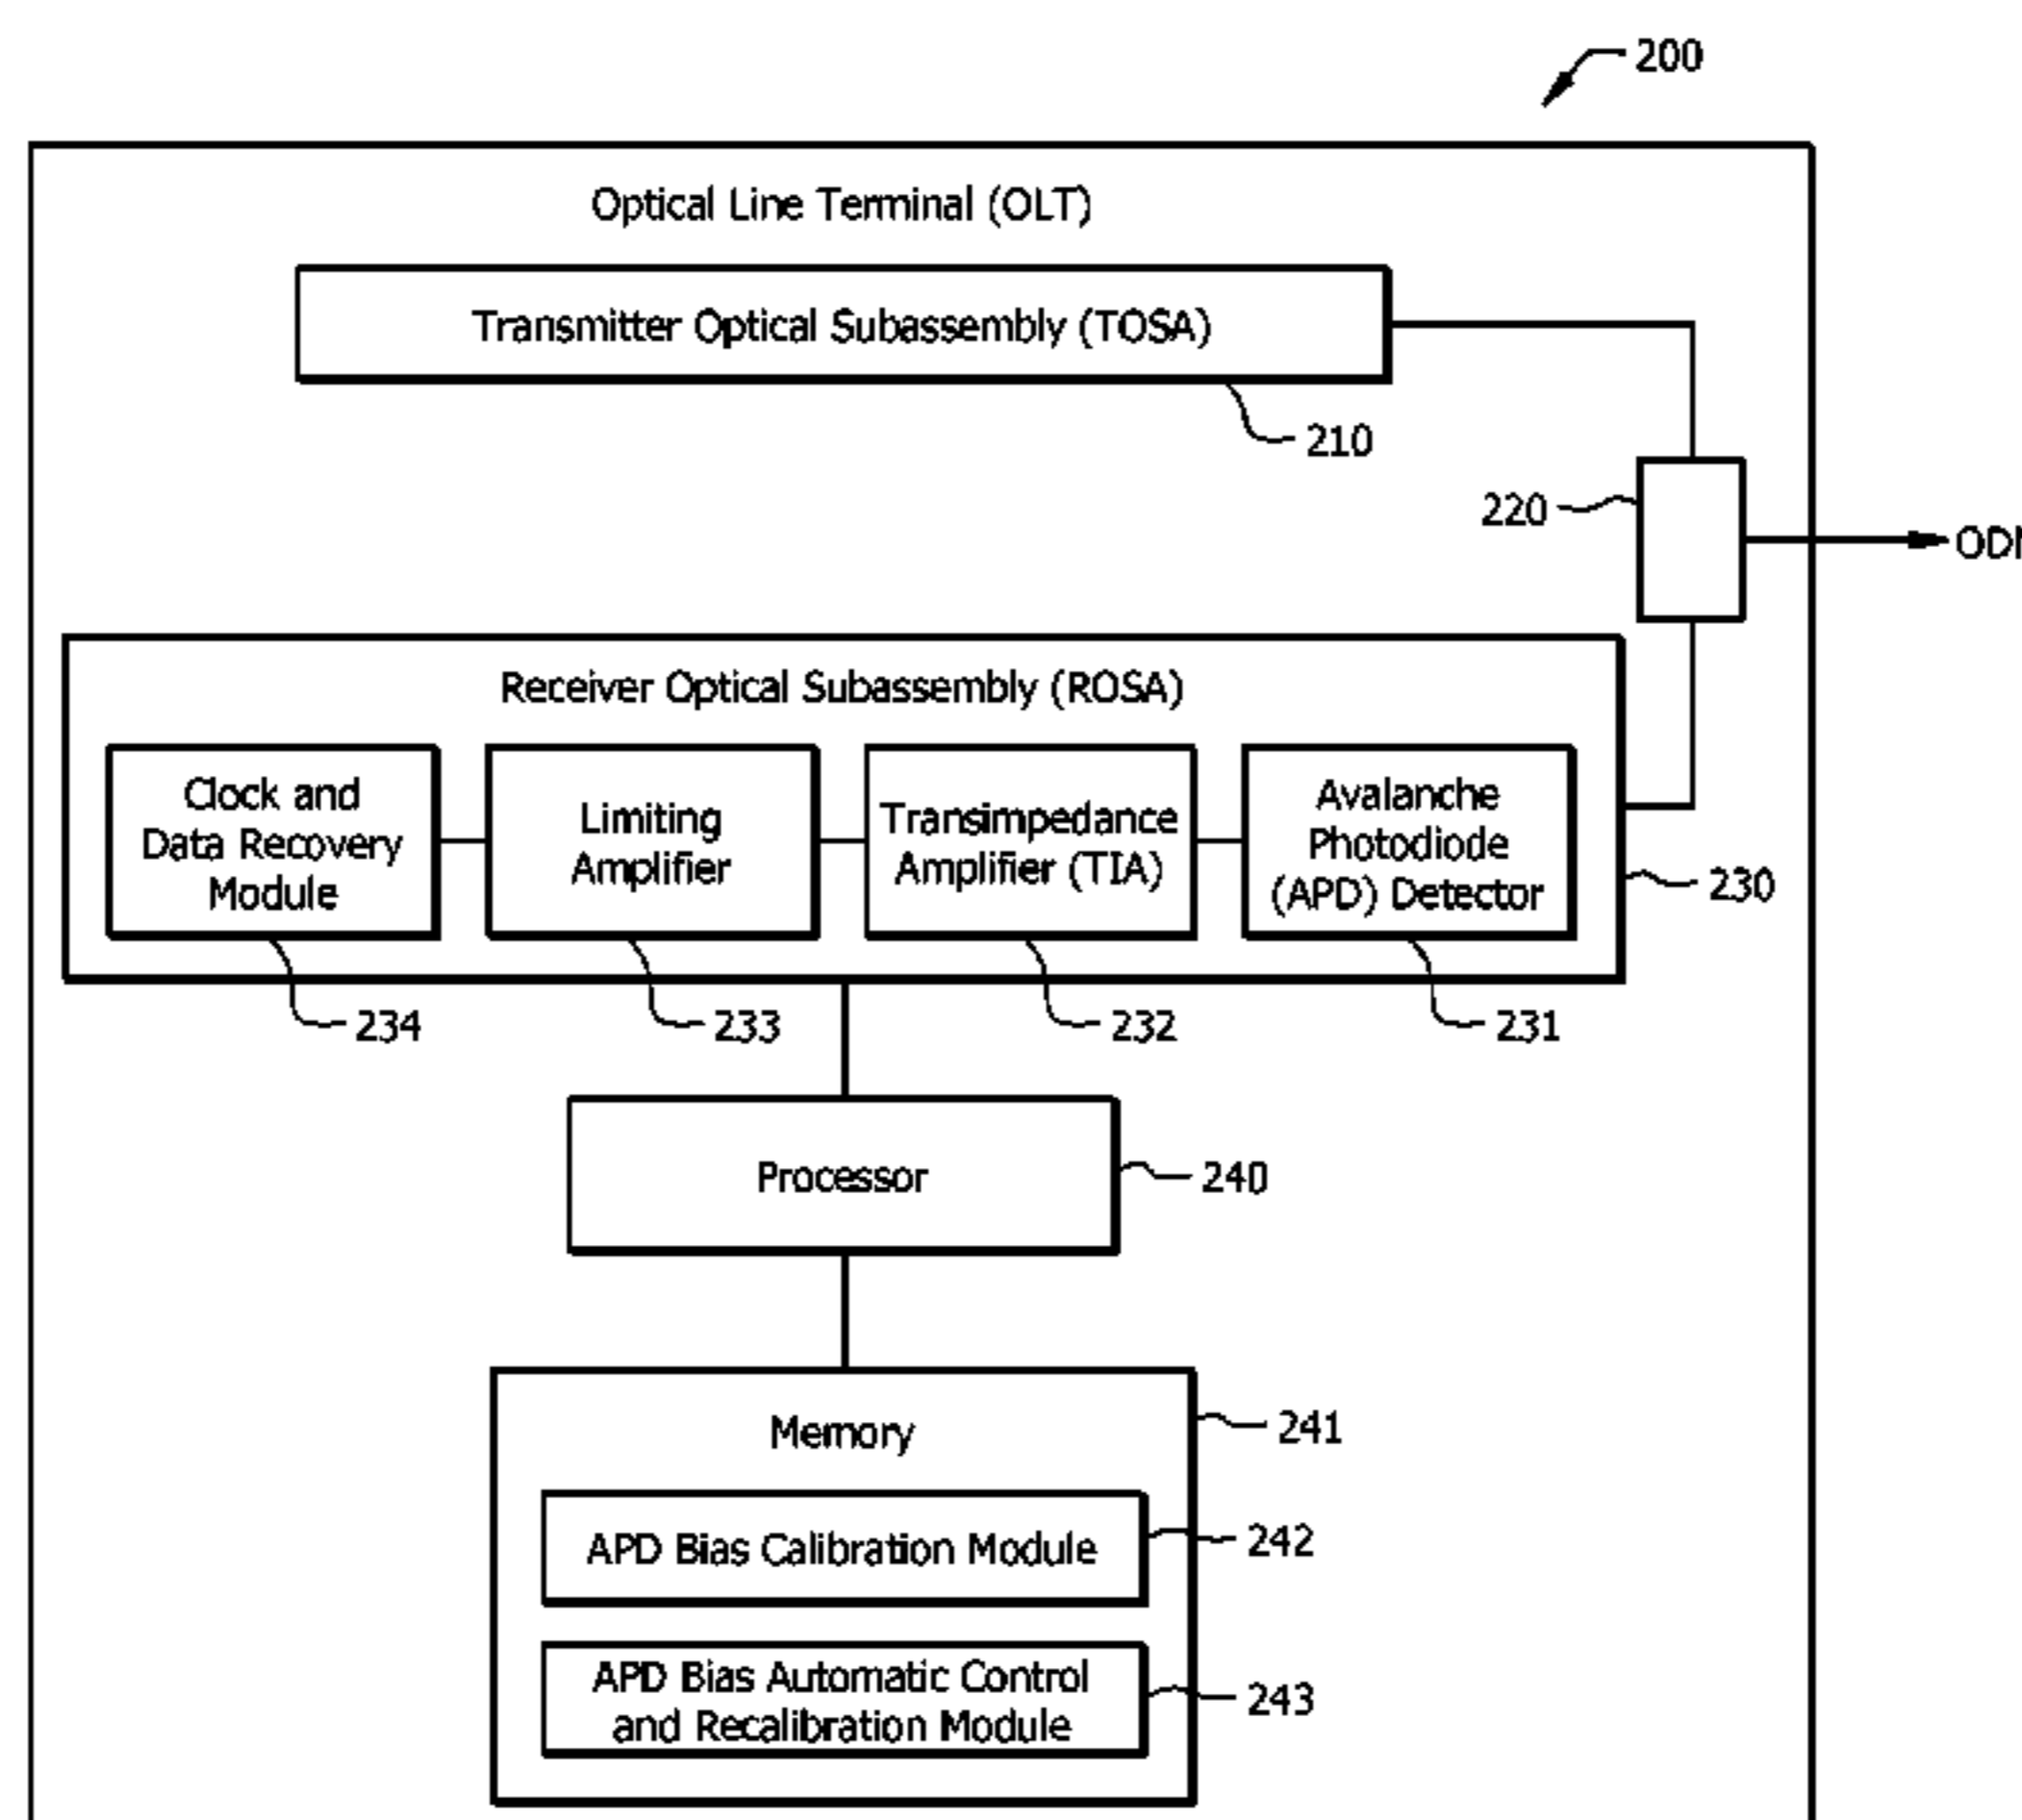 200
Optical Line Terminal (OLT)
Transmitter Optical Subassembly (TOSA)
210
220
Receiver Optical Subassembly (ROSA)
Clock and
Data Recovery
Module
Limiting
Amplifier
Transimpedance
Amplifier (TIA)
Avalanche
Photodiode
(APD) Detector
230
234
233
232
231
Processor
240
Memory
241
APD Bias Calibration Module
242
APD Bias Automatic Control
and Recalibration Module
243